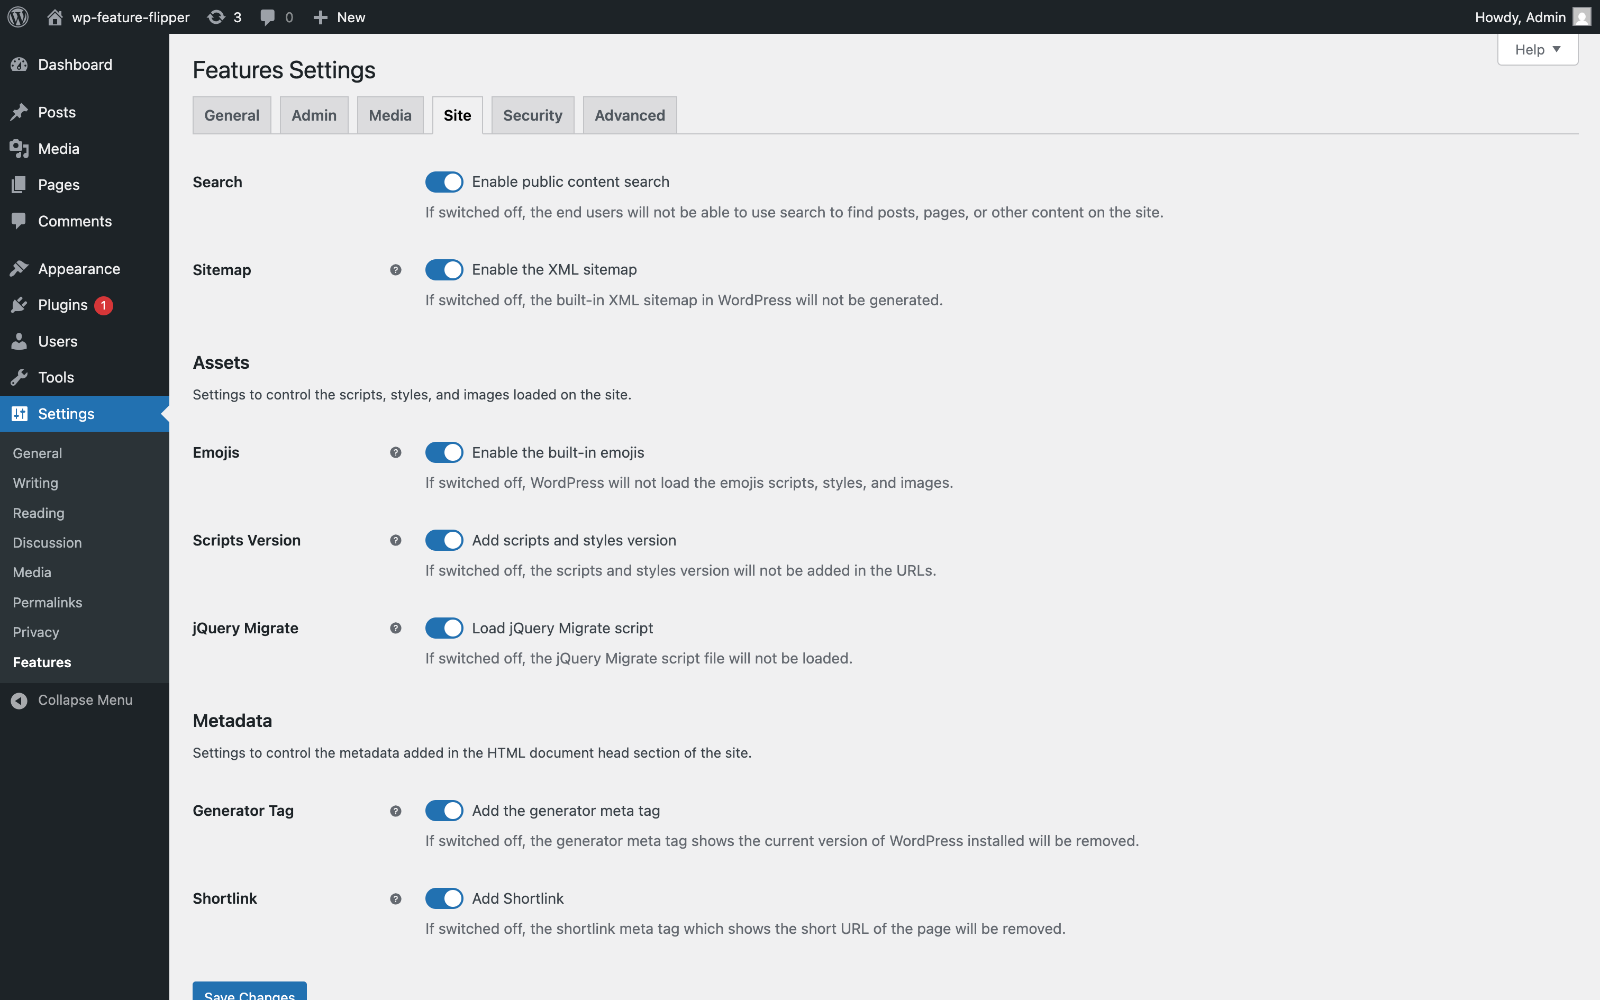 wp-feature-flipper 3 0 New Howdy, Admin
Help
Dashboard
Posts
Media
Pages
Comments
Appearance
Plugins 1
Users
Tools
Settings
General
Writing
Reading
Discussion
Media
Permalinks
Privacy
Features
Collapse Menu
Features Settings
General Admin Media Site Security Advanced
Search Enable public content search
If switched off, the end users will not be able to use search to find posts, pages, or other content on the site.
Sitemap ? Enable the XML sitemap
If switched off, the built-in XML sitemap in WordPress will not be generated.
Assets
Settings to control the scripts, styles, and images loaded on the site.
Emojis ? Enable the built-in emojis
If switched off, WordPress will not load the emojis scripts, styles, and images.
Scripts Version ? Add scripts and styles version
If switched off, the scripts and styles version will not be added in the URLs.
jQuery Migrate ? Load jQuery Migrate script
If switched off, the jQuery Migrate script file will not be loaded.
Metadata
Settings to control the metadata added in the HTML document head section of the site.
Generator Tag ? Add the generator meta tag
If switched off, the generator meta tag shows the current version of WordPress installed will be removed.
Shortlink ? Add Shortlink
If switched off, the shortlink meta tag which shows the short URL of the page will be removed.
Save Changes